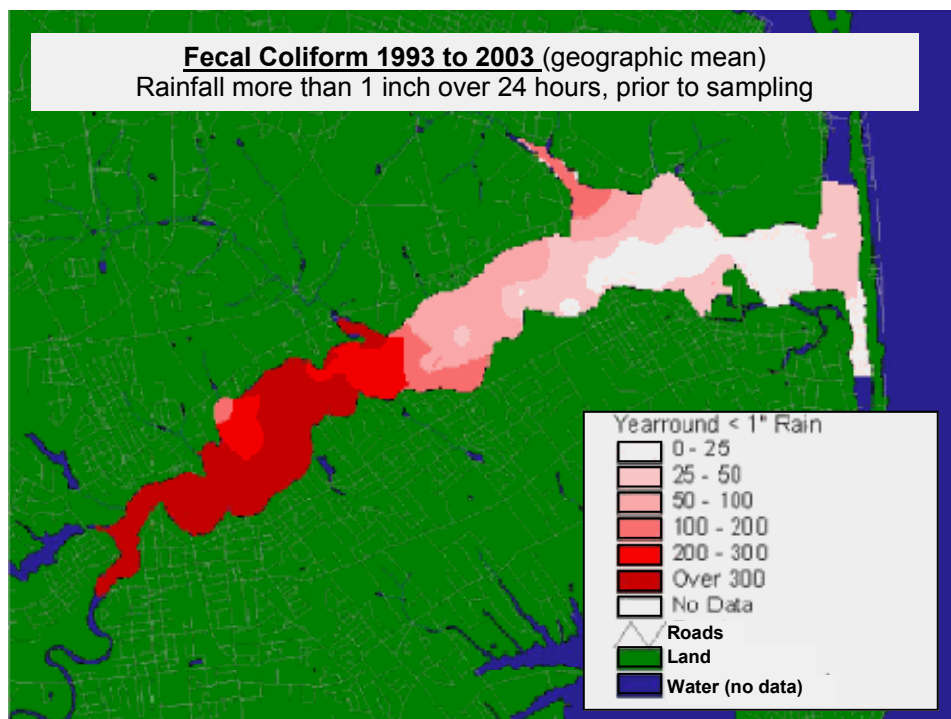 Fecal Coliform 1993 to 2003 (geographic mean)
Rainfall more than 1 inch over 24 hours, prior to sampling
Yearround < 1" Rain
0 - 25
25 - 50
50 - 100
100 - 200
200 - 300
Over 300
No Data
Roads
Land
Water (no data)